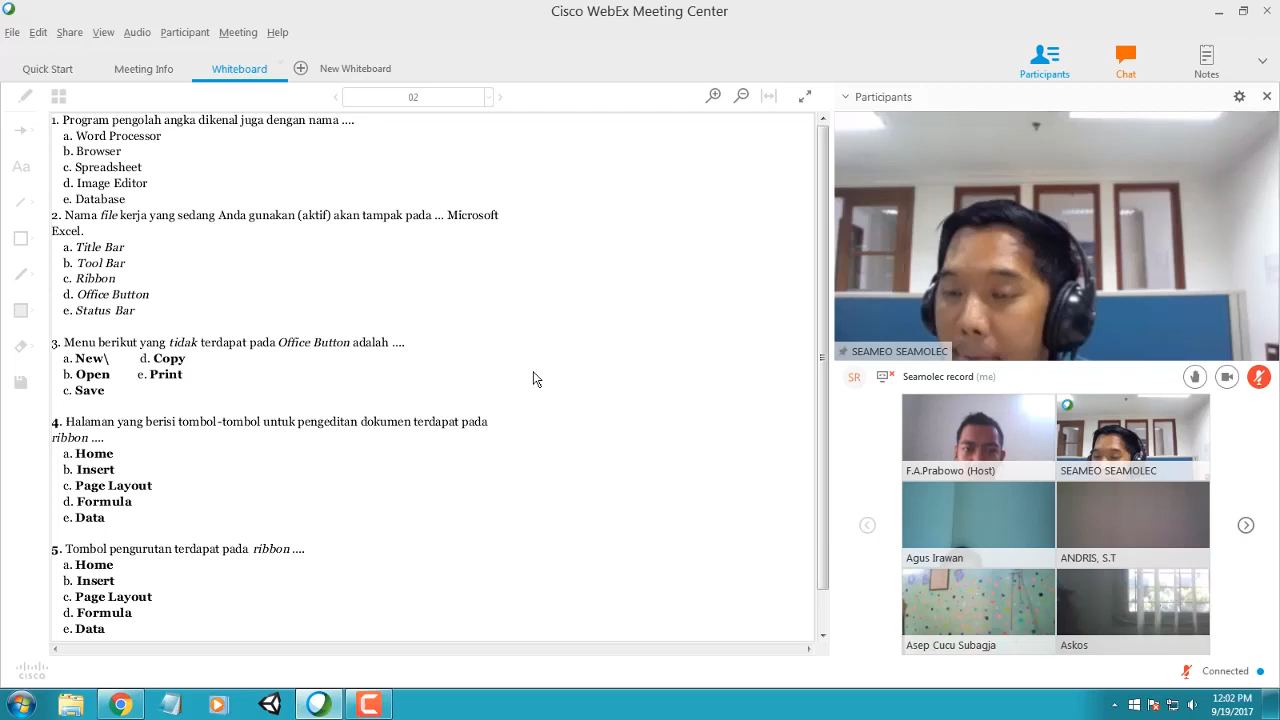 Cisco WebEx Meeting Center
File Edit Share View Audio Participant Meeting Help
Quick Start Meeting Info Whiteboard New Whiteboard
Participants Chat Notes
02
Participants
1. Program pengolah angka dikenal juga dengan nama ....
a. Word Processor
b. Browser
c. Spreadsheet
d. Image Editor
e. Database
2. Nama file kerja yang sedang Anda gunakan (aktif) akan tampak pada ... Microsoft
Excel.
a. Title Bar
b. Tool Bar
c. Ribbon
d. Office Button
e. Status Bar
3. Menu berikut yang tidak terdapat pada Office Button adalah ....
a. New\ d. Copy
b. Open e. Print
c. Save
4. Halaman yang berisi tombol-tombol untuk pengeditan dokumen terdapat pada
ribbon ....
a. Home
b. Insert
c. Page Layout
d. Formula
e. Data
5. Tombol pengurutan terdapat pada ribbon ....
a. Home
b. Insert
c. Page Layout
d. Formula
e. Data
Aa
cisco
SEAMEO SEAMOLEC
SR Seamolec record (me)
F.A.Prabowo (Host) SEAMEO SEAMOLEC
Agus Irawan ANDRIS, S.T
Asep Cucu Subagja Askos
Connected
12:02 PM
9/19/2017